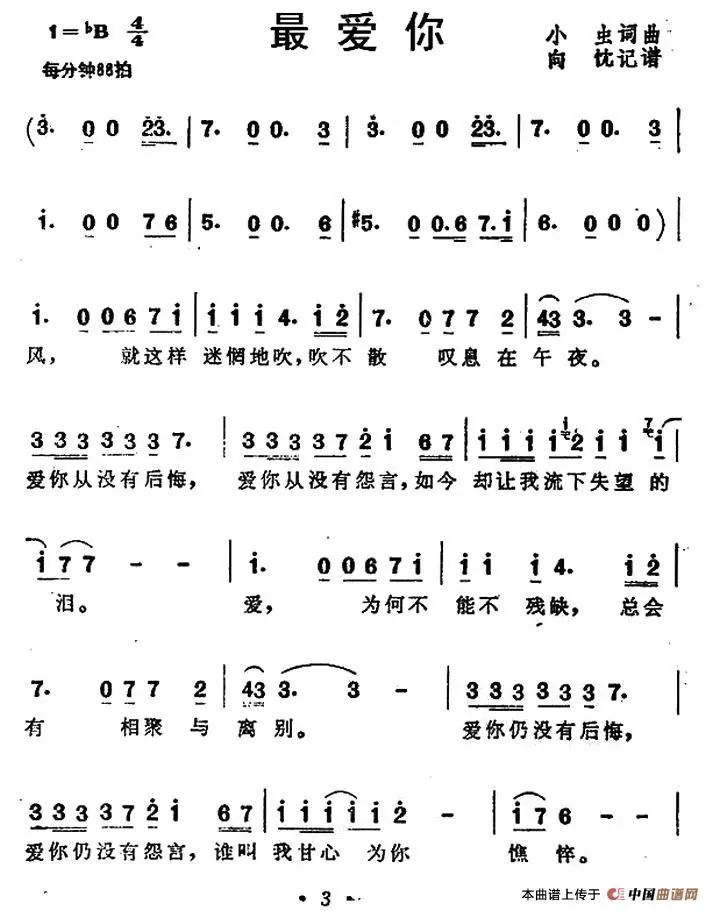 最爱你
1=♭B 4/4 小虫词曲
每分钟88拍 向忱记谱
(3̇. 0 0 2̇3̇. | 7. 0 0. 3 | 3̇. 0 0 2̇3̇. | 7. 0 0. 3 |
1̇. 0 0 7 6 | 5. 0 0. 6 | #5. 0 0.6 7.1̇ | 6. 0 0 0) |
1̇. 0 0 6 7 1̇ | 1̇ 1̇ 1̇ 4. 1̇ 2̇ | 7. 0 7 7 2 | 43 3. 3 - |
风, 就这样 迷惘地吹,吹不散 叹息在午夜。
3 3 3 3 3 3 7. | 3 3 3 3 7 2̇ 1̇ 6 7 | 1̇ 1̇ 1̇ 1̇ 2̇ 1̇ 1̇ 7 1̇ |
爱你从没有后悔, 爱你从没有怨言,如今 却让我流下失望的
1̇ 7 7 - - | 1̇. 0 0 6 7 1̇ | 1̇ 1̇ 1̇ 4. 1̇ 2̇ |
泪。 爱, 为何不 能不 残缺, 总会
7. 0 7 7 2 | 43 3. 3 - | 3 3 3 3 3 3 7. |
有 相聚与 离别。 爱你仍没有后悔,
3 3 3 3 7 2̇ 1̇ 6 7 | 1̇ 1̇ 1̇ 1̇ 1̇ 2̇ - | 1̇ 7 6 - - |
爱你仍没有怨言,谁叫 我甘心 为你 憔悴。
· 3 ·
本曲谱上传于 中国曲谱网